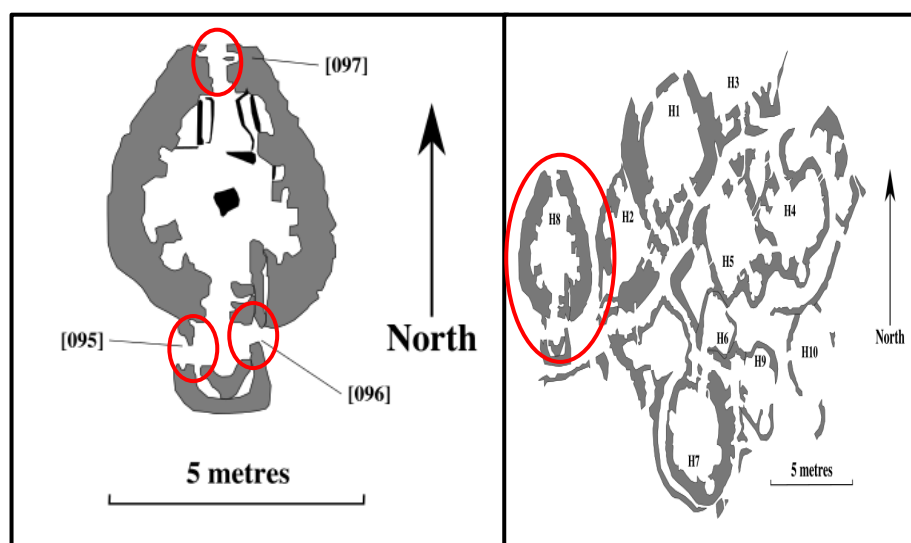 [097]
[095]
North
[096]
5 metres
H3
H1
H8
H2
H4
H5
H6
H9
H10
North
H7
5 metres